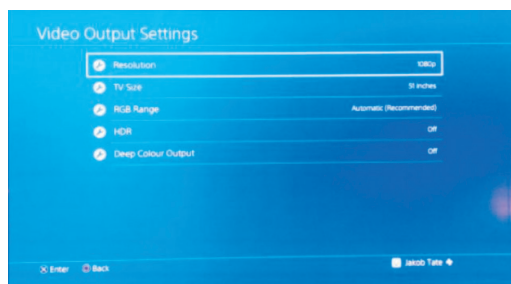 Video Output Settings
Resolution 1080p
TV Size 51 inches
RGB Range Automatic (Recommended)
HDR Off
Deep Colour Output Off
Enter Back Jakob Tate